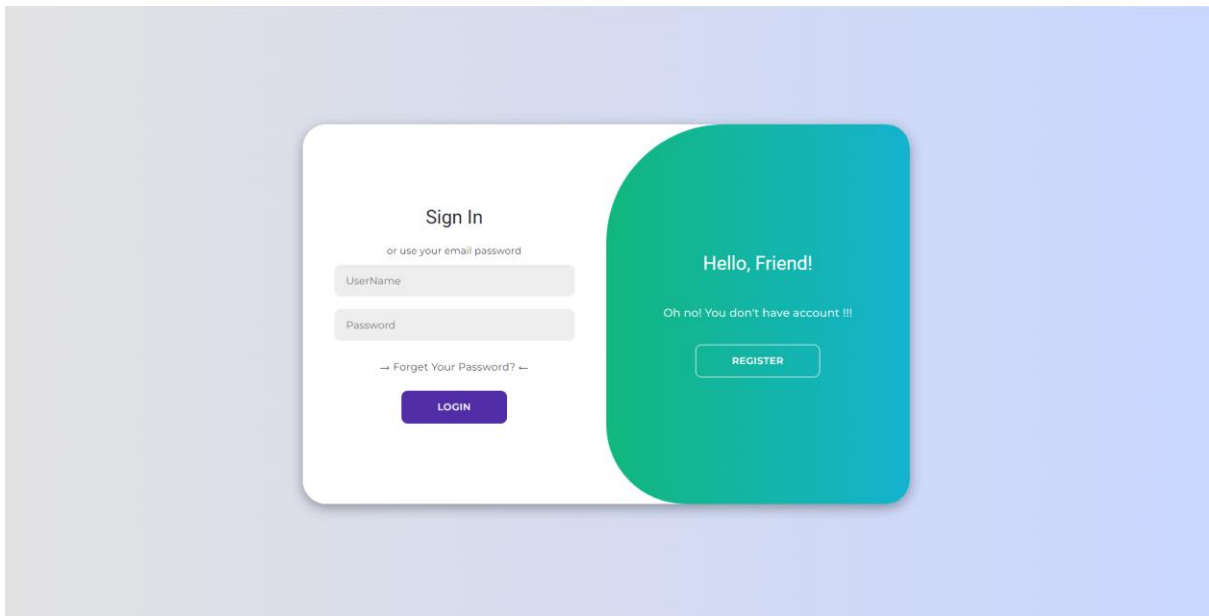 Sign In
or use your email password
UserName
Password
→ Forget Your Password? ←
LOGIN
Hello, Friend!
Oh no! You don't have account !!!
REGISTER